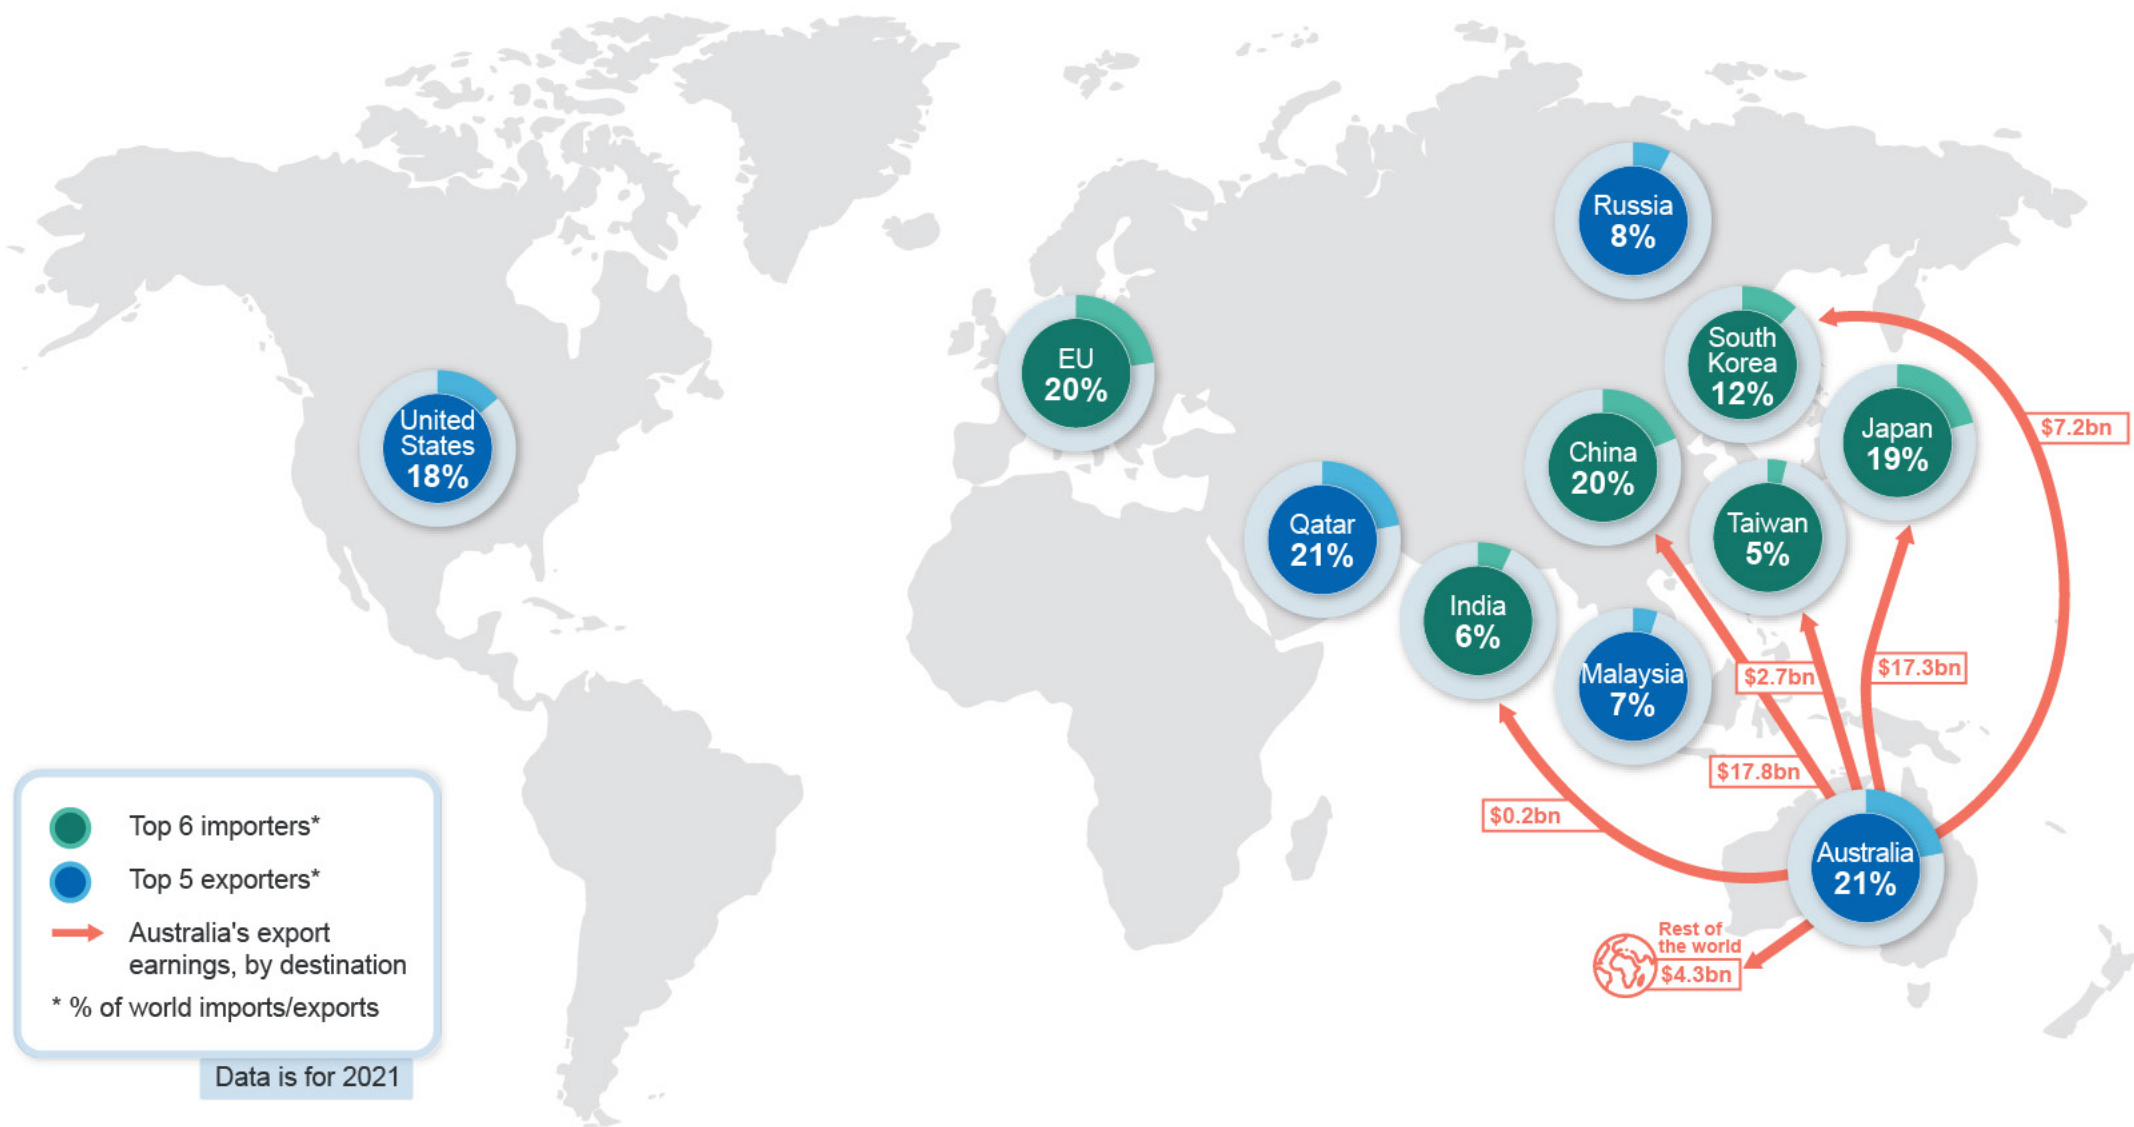 Russia
8%
South
Korea
12%
EU
20%
United
States
18%
China
20%
Japan
19%
$7.2bn
Qatar
21%
Taiwan
5%
India
6%
Malaysia
7%
$2.7bn
$17.3bn
$17.8bn
$0.2bn
Australia
21%
Rest of
the world
$4.3bn
Top 6 importers*
Top 5 exporters*
Australia's export
earnings, by destination
* % of world imports/exports
Data is for 2021